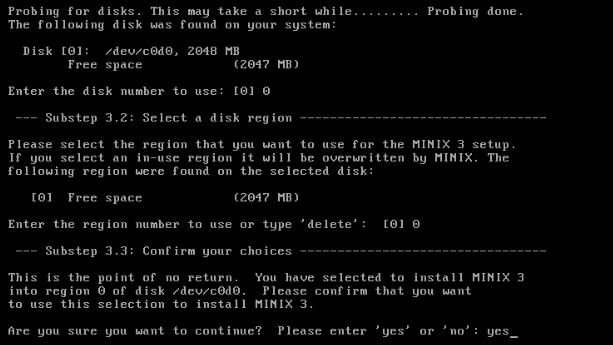 Probing for disks. This may take a short while......... Probing done.
The following disk was found on your system:
Disk [0]: /dev/c0d0, 2048 MB
Free space (2047 MB)
Enter the disk number to use: [0] 0
--- Substep 3.2: Select a disk region ---------------------------------
Please select the region that you want to use for the MINIX 3 setup.
If you select an in-use region it will be overwritten by MINIX. The
following region were found on the selected disk:
[0] Free space (2047 MB)
Enter the region number to use or type 'delete': [0] 0
--- Substep 3.3: Confirm your choices ---------------------------------
This is the point of no return. You have selected to install MINIX 3
into region 0 of disk /dev/c0d0. Please confirm that you want
to use this selection to install MINIX 3.
Are you sure you want to continue? Please enter 'yes' or 'no': yes_